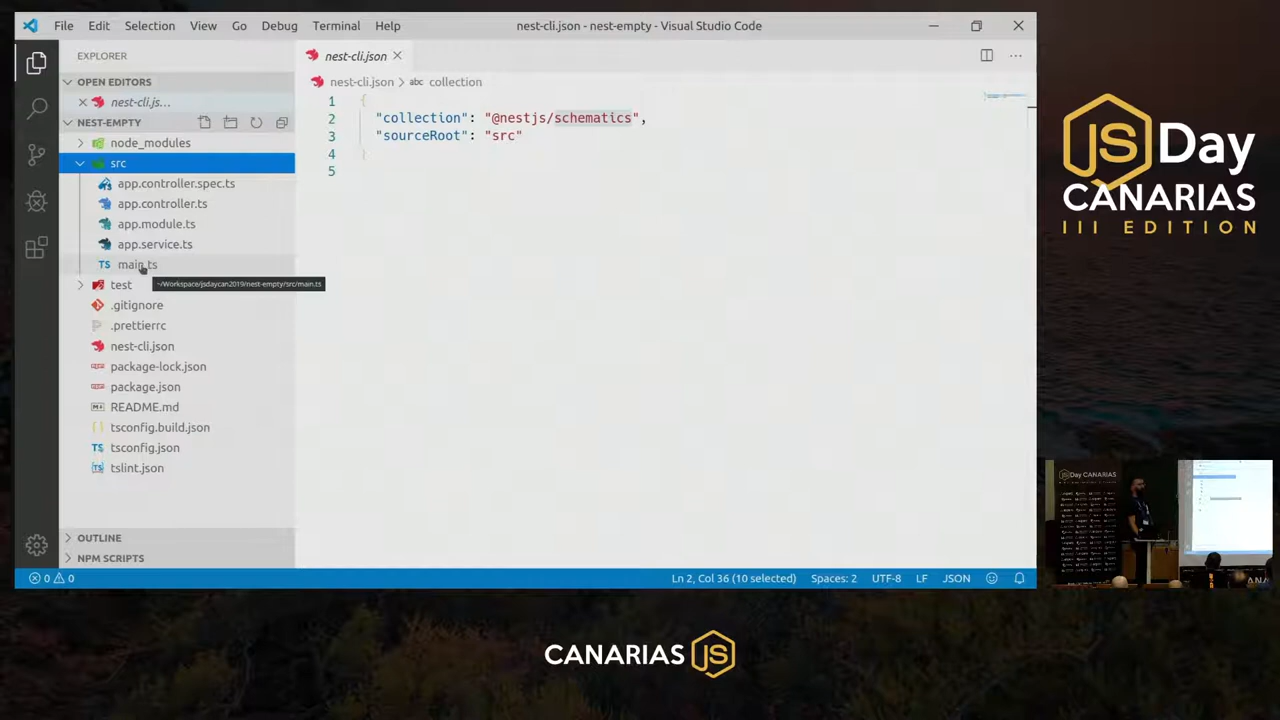 File Edit Selection View Go Debug Terminal Help
nest-cli.json - nest-empty - Visual Studio Code
EXPLORER
OPEN EDITORS
nest-cli.js...
NEST-EMPTY
node_modules
src
app.controller.spec.ts
app.controller.ts
app.module.ts
app.service.ts
TS main.ts
~/Workspace/jsdaycan2019/nest-empty/src/main.ts
test
.gitignore
.prettierrc
nest-cli.json
package-lock.json
package.json
README.md
tsconfig.build.json
TS tsconfig.json
tslint.json
OUTLINE
NPM SCRIPTS
nest-cli.json
nest-cli.json > abc collection
1 {
2 "collection": "@nestjs/schematics",
3 "sourceRoot": "src"
4 }
5
0 0
Ln 2, Col 36 (10 selected) Spaces: 2 UTF-8 LF JSON
JS Day
CANARIAS
III EDITION
JS Day CANARIAS
CANARIAS JS